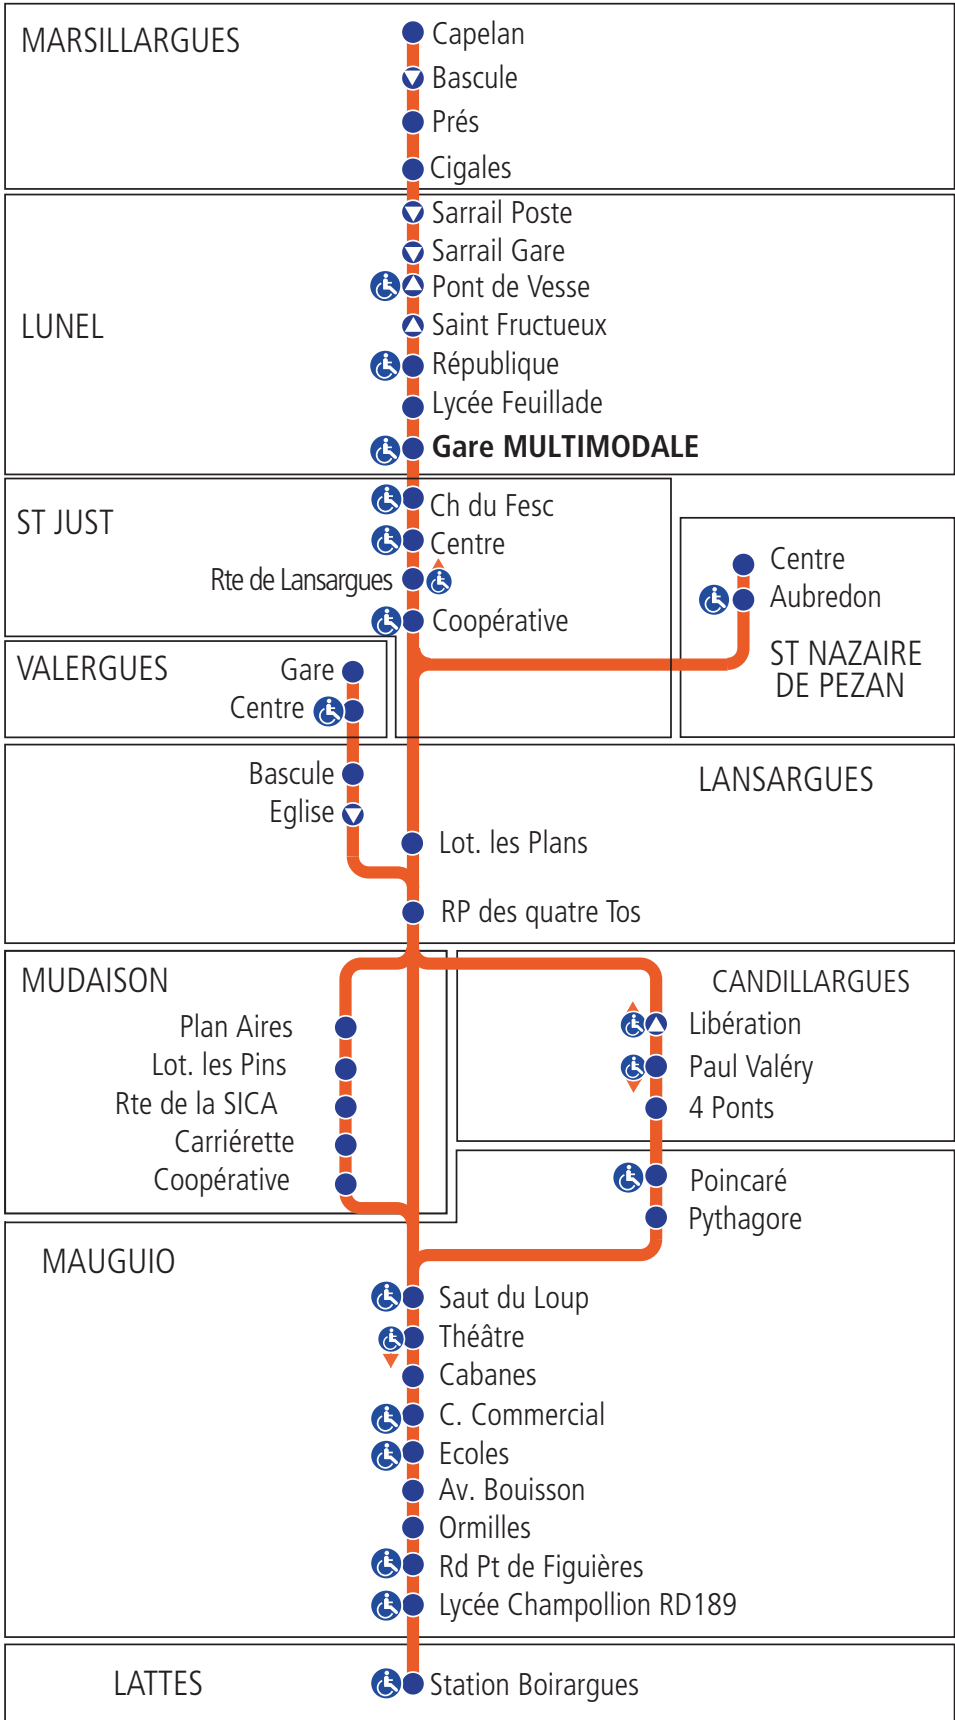 MARSILLARGUES
Capelan
Bascule
Prés
Cigales
LUNEL
Sarrail Poste
Sarrail Gare
Pont de Vesse
Saint Fructueux
République
Lycée Feuillade
Gare MULTIMODALE
ST JUST
Ch du Fesc
Centre
Rte de Lansargues
Coopérative
Centre
Aubredon
ST NAZAIRE
DE PEZAN
VALERGUES
Gare
Centre
LANSARGUES
Bascule
Eglise
Lot. les Plans
RP des quatre Tos
MUDAISON
Plan Aires
Lot. les Pins
Rte de la SICA
Carriérette
Coopérative
CANDILLARGUES
Libération
Paul Valéry
4 Ponts
Poincaré
Pythagore
MAUGUIO
Saut du Loup
Théâtre
Cabanes
C. Commercial
Ecoles
Av. Bouisson
Ormilles
Rd Pt de Figuières
Lycée Champollion RD189
LATTES
Station Boirargues